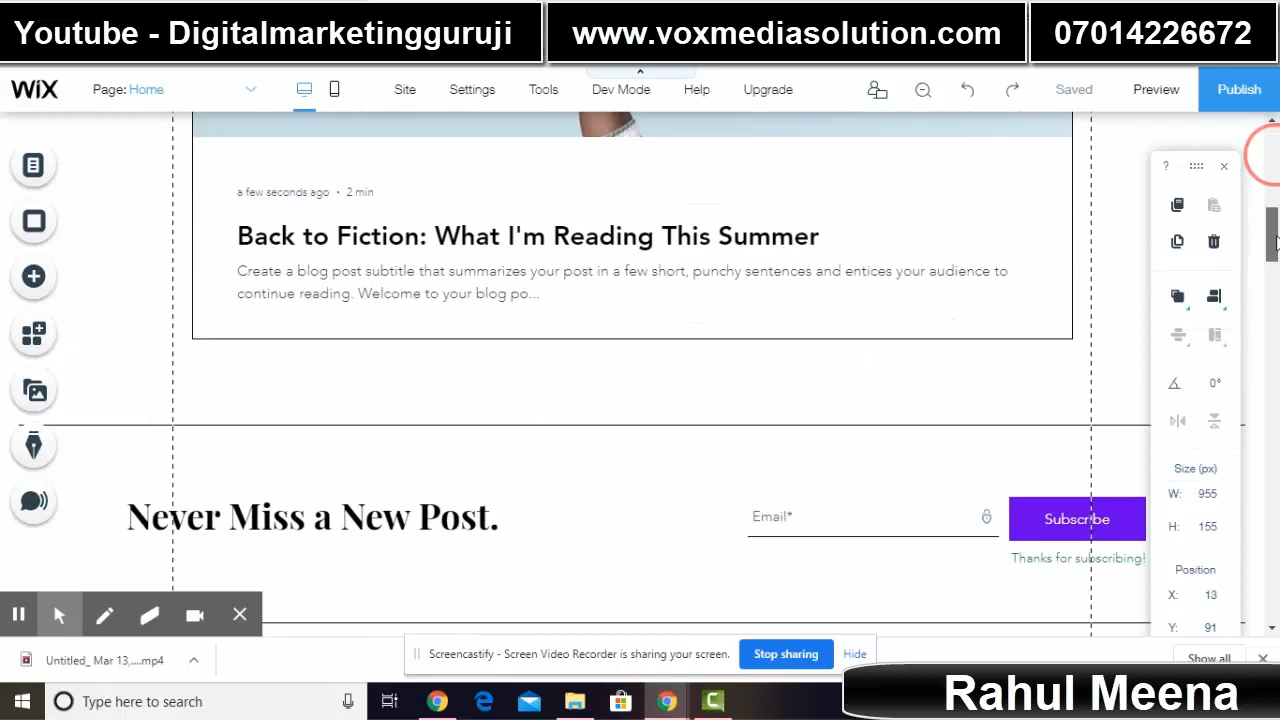 Youtube - Digitalmarketingguruji
www.voxmediasolution.com
07014226672
WiX
Page: Home
Site
Settings
Tools
Dev Mode
Help
Upgrade
Saved
Preview
Publish
a few seconds ago · 2 min
Back to Fiction: What I'm Reading This Summer
Create a blog post subtitle that summarizes your post in a few short, punchy sentences and entices your audience to
continue reading. Welcome to your blog po...
?
0°
Size (px)
W: 955
H: 155
Position
X: 13
Y: 91
Never Miss a New Post.
Email*
Subscribe
Thanks for subscribing!
Untitled_ Mar 13,....mp4
Screencastify - Screen Video Recorder is sharing your screen.
Stop sharing
Hide
Show all
Type here to search
Rahul Meena